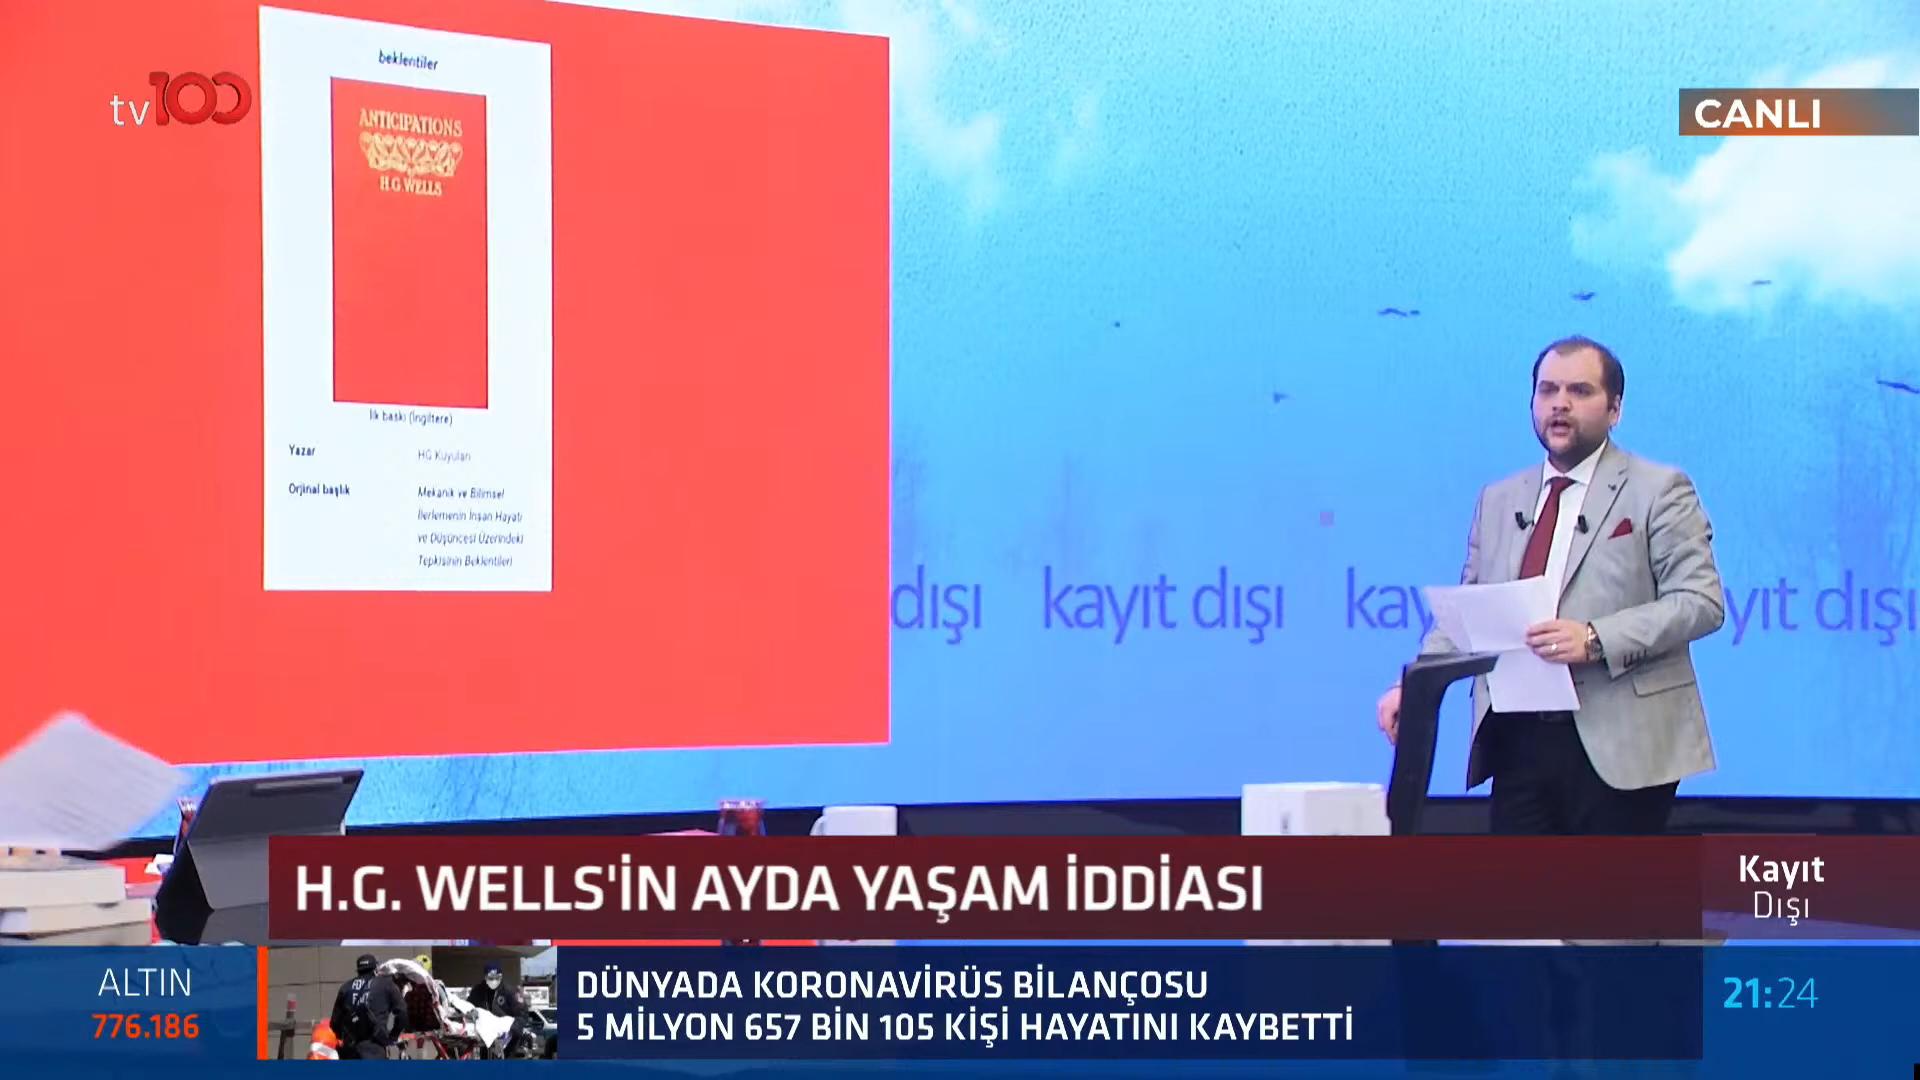 tv100
CANLI
beklentiler
ANTICIPATIONS
H.G. WELLS
İlk baskı (İngiltere)
Yazar
HG Kuyuları
Orjinal başlık
Mekanik ve Bilimsel
İlerlemenin İnsan Hayatı
ve Düşüncesi Üzerindeki
Tepkisinin Beklentileri
dışı kayıt dışı kay yıt dışı
H.G. WELLS'İN AYDA YAŞAM İDDİASI
Kayıt
Dışı
ALTIN
776.186
DÜNYADA KORONAVİRÜS BİLANÇOSU
5 MİLYON 657 BİN 105 KİŞİ HAYATINI KAYBETTİ
21:24